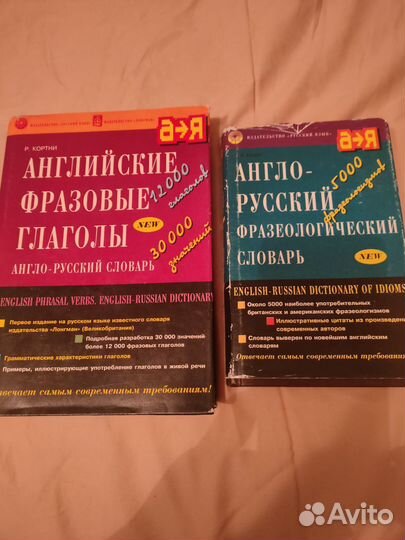 ИЗДАТЕЛЬСТВО «РУССКИЙ ЯЗЫК»
ИЗДАТЕЛЬСТВО
а→Я
Р. КОРТНИ
АНГЛИЙСКИЕ
ФРАЗОВЫЕ
ГЛАГОЛЫ
12 000
глаголов
NEW
30 000
значений
АНГЛО-РУССКИЙ СЛОВАРЬ
ENGLISH PHRASAL VERBS. ENGLISH-RUSSIAN DICTIONARY
Первое издание на русском языке известного словаря
издательства «Лонгман» (Великобритания)
Подробная разработка 30 000 значений
более 12 000 фразовых глаголов
Грамматические характеристики глаголов
Примеры, иллюстрирующие употребление глаголов в живой речи
Отвечает самым современным требованиям!
ИЗДАТЕЛЬСТВО «РУССКИЙ ЯЗЫК»
а→Я
АНГЛО-
РУССКИЙ
ФРАЗЕОЛОГИЧЕСКИЙ
СЛОВАРЬ
5000
фразеологизмов
NEW
ENGLISH-RUSSIAN DICTIONARY OF IDIOMS
Около 5000 наиболее употребительных
британских и американских фразеологизмов
Иллюстративные цитаты из произведений
современных авторов
Словарь выверен по новейшим английским
словарям
Отвечает самым современным требованиям
Avito